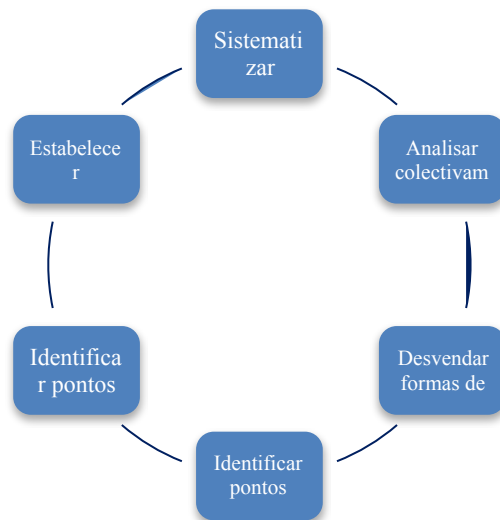 Sistemati
zar
Analisar
colectivam
Desvendar
formas de
Identificar
pontos
Identifica
r pontos
Estabelece
r